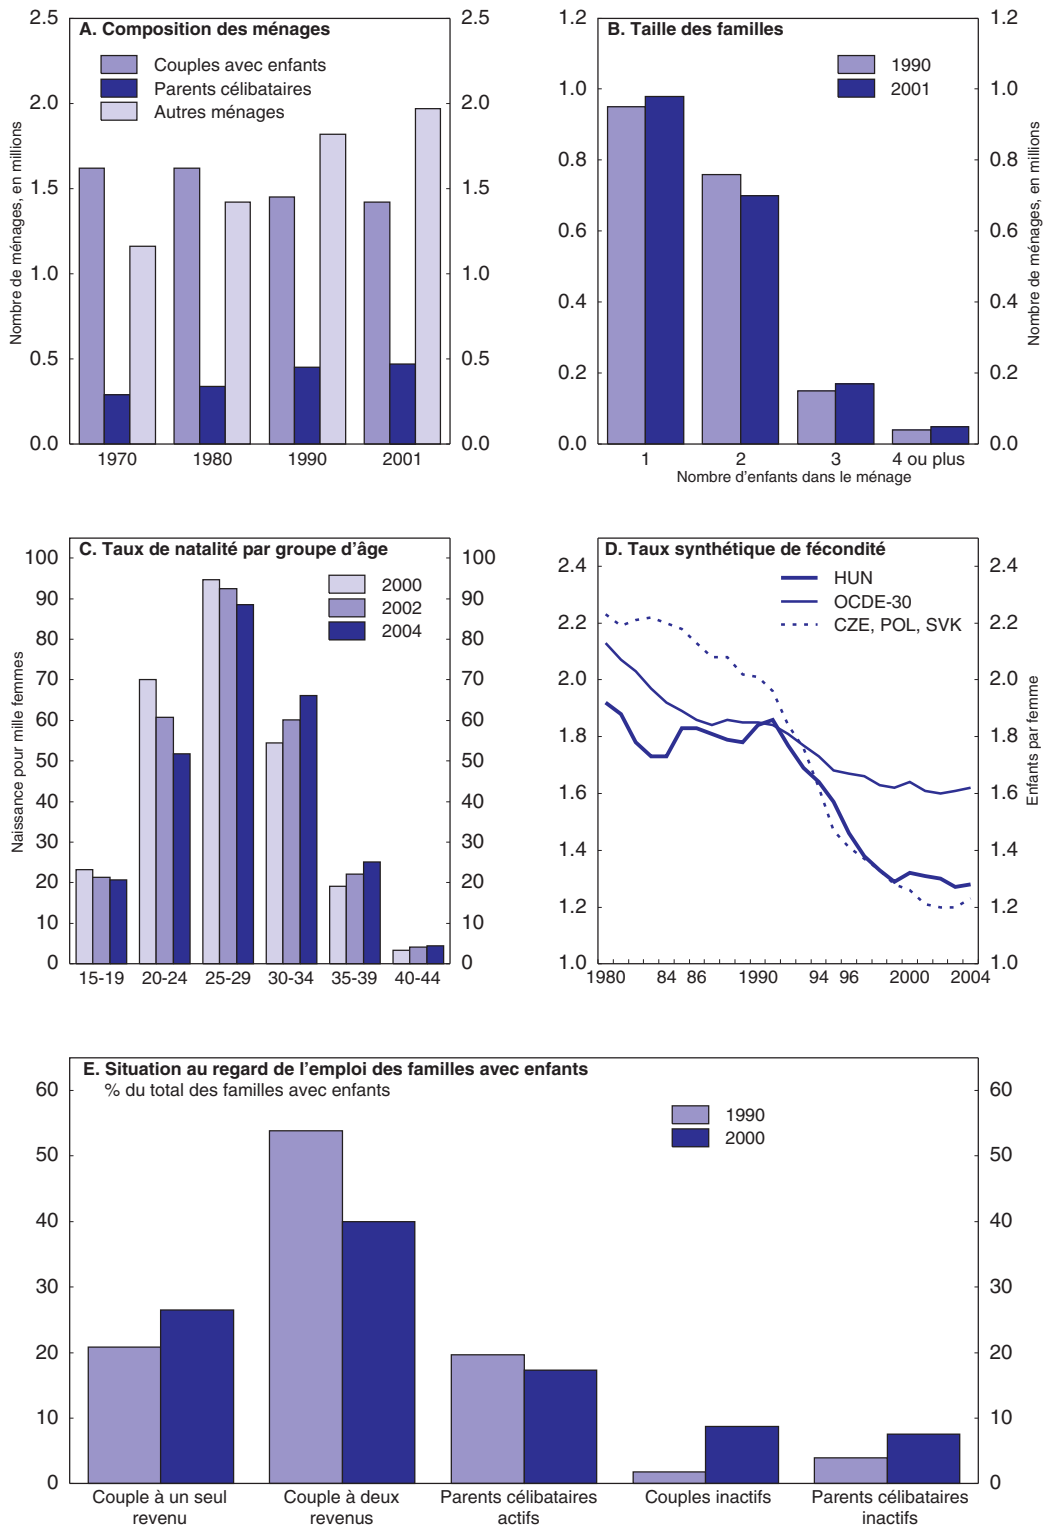 A. Composition des ménages
Couples avec enfants
Parents célibataires
Autres ménages
Nombre de ménages, en millions
2.5 2.5
2.0 2.0
1.5 1.5
1.0 1.0
0.5 0.5
0.0 0.0
1970 1980 1990 2001
B. Taille des familles
1990
2001
1.2 1.2
1.0 1.0
0.8 0.8
0.6 0.6
0.4 0.4
0.2 0.2
0.0 0.0
Nombre de ménages, en millions
1 2 3 4 ou plus
Nombre d'enfants dans le ménage
C. Taux de natalité par groupe d'âge
2000
2002
2004
Naissance pour mille femmes
100 100
90 90
80 80
70 70
60 60
50 50
40 40
30 30
20 20
10 10
0 0
15-19 20-24 25-29 30-34 35-39 40-44
D. Taux synthétique de fécondité
HUN
OCDE-30
CZE, POL, SVK
2.4 2.4
2.2 2.2
2.0 2.0
1.8 1.8
1.6 1.6
1.4 1.4
1.2 1.2
1.0 1.0
Enfants par femme
1980 84 86 1990 94 96 2000 2004
E. Situation au regard de l'emploi des familles avec enfants
% du total des familles avec enfants
1990
2000
60 60
50 50
40 40
30 30
20 20
10 10
0 0
Couple à un seul revenu
Couple à deux revenus
Parents célibataires actifs
Couples inactifs
Parents célibataires inactifs